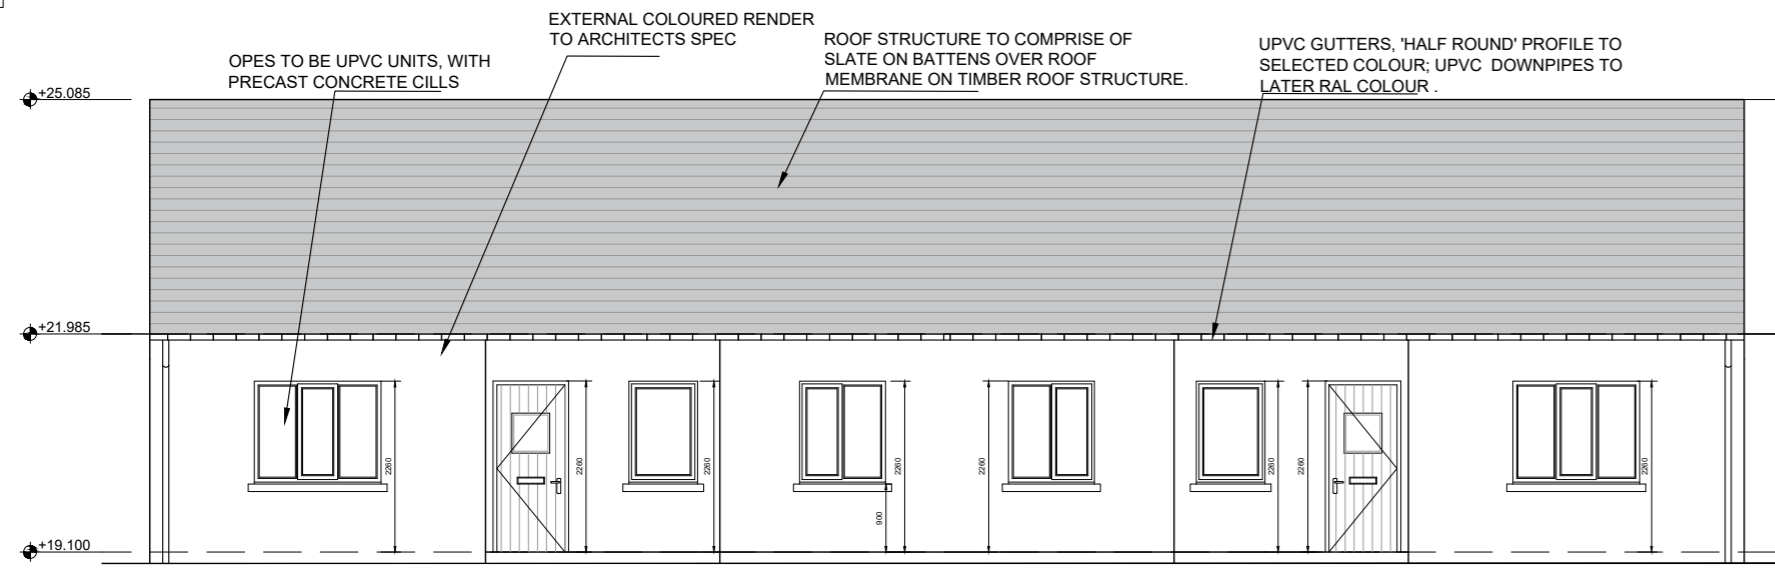 EXTERNAL COLOURED RENDER
TO ARCHITECTS SPEC
OPES TO BE UPVC UNITS, WITH
PRECAST CONCRETE CILLS
ROOF STRUCTURE TO COMPRISE OF
SLATE ON BATTENS OVER ROOF
MEMBRANE ON TIMBER ROOF STRUCTURE.
UPVC GUTTERS, 'HALF ROUND' PROFILE TO
SELECTED COLOUR; UPVC DOWNPIPES TO
LATER RAL COLOUR .
+25.085
+21.985
2260
2260
2260
2260
900
2260
2260
2260
2260
+19.100